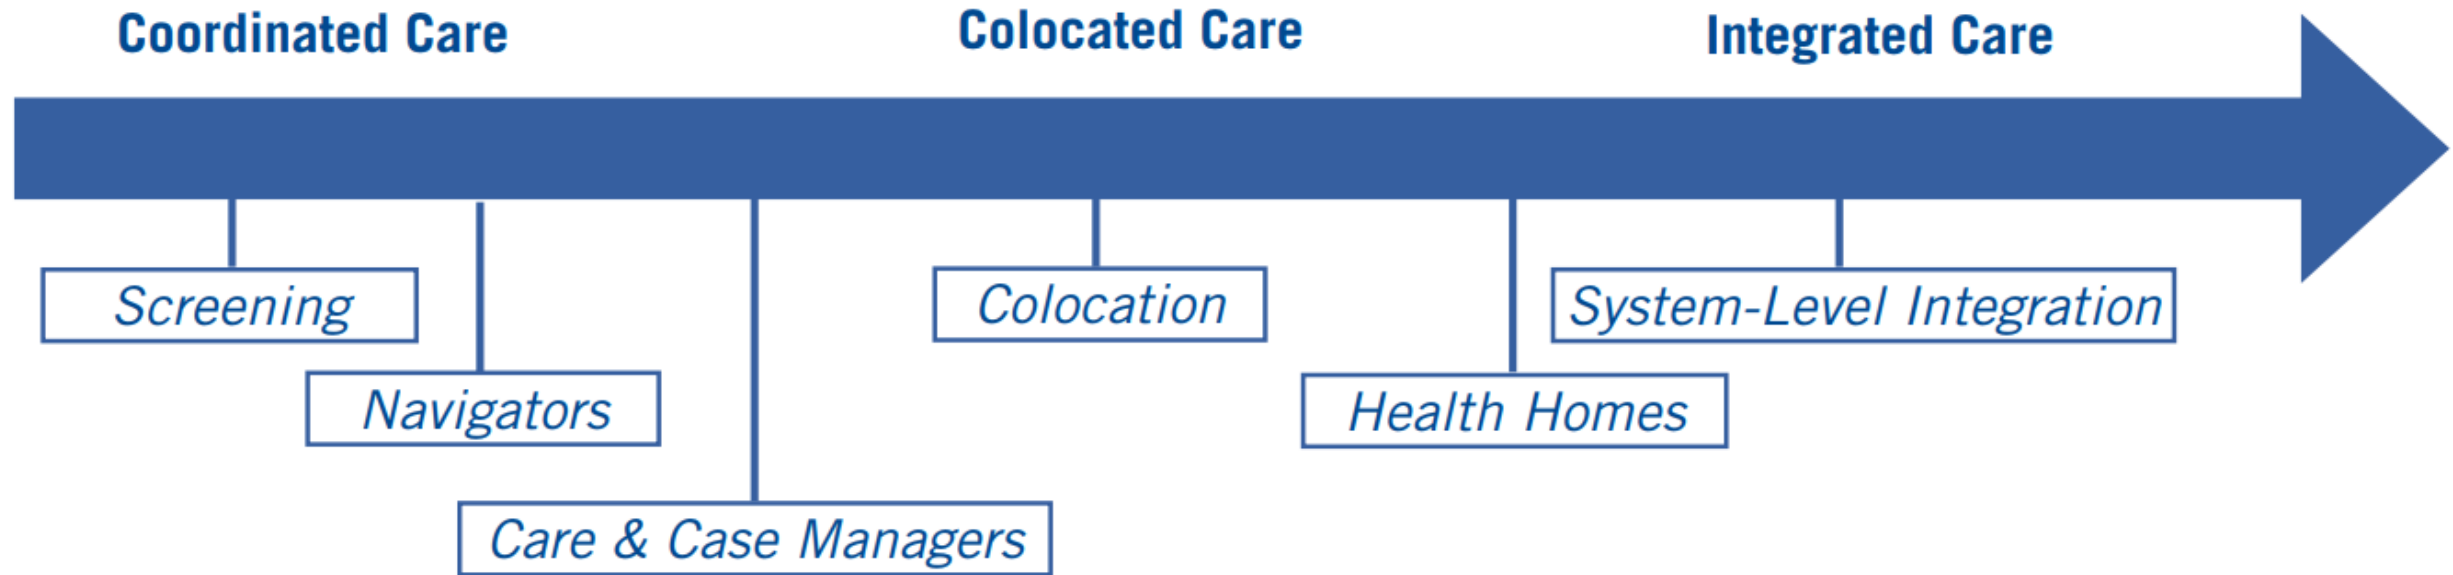 Coordinated Care
Colocated Care
Integrated Care
Screening
Colocation
System-Level Integration
Navigators
Health Homes
Care & Case Managers